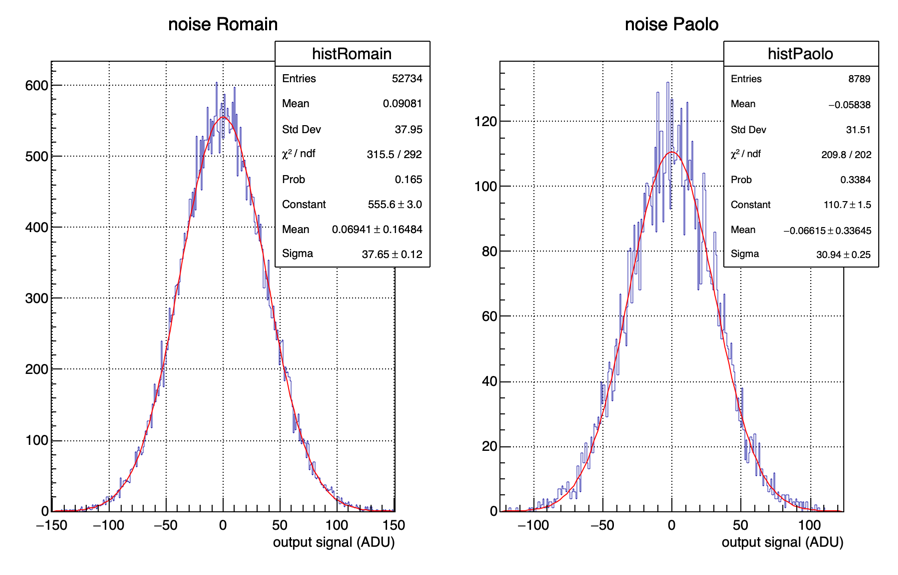 noise Romain
histRomain
Entries 52734
Mean 0.09081
Std Dev 37.95
χ² / ndf 315.5 / 292
Prob 0.165
Constant 555.6 ± 3.0
Mean 0.06941 ± 0.16484
Sigma 37.65 ± 0.12
600
500
400
300
200
100
0
−150 −100 −50 0 50 100 150
output signal (ADU)
noise Paolo
histPaolo
Entries 8789
Mean −0.05838
Std Dev 31.51
χ² / ndf 209.8 / 202
Prob 0.3384
Constant 110.7 ± 1.5
Mean −0.06615 ± 0.33645
Sigma 30.94 ± 0.25
120
100
80
60
40
20
0
−100 −50 0 50 100
output signal (ADU)